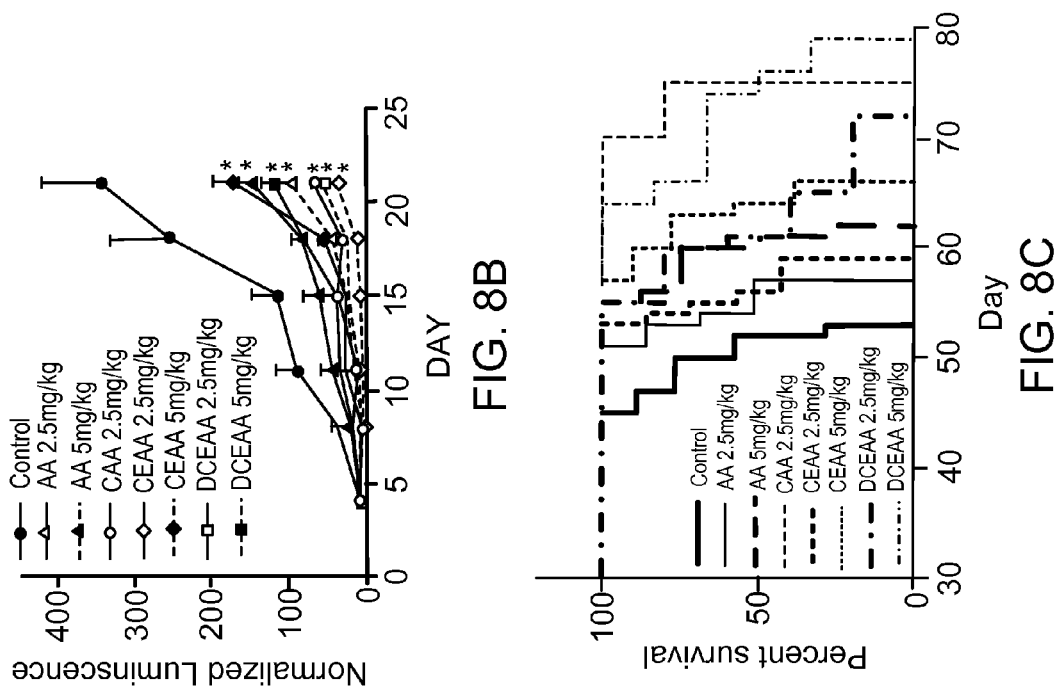 Control
AA 2.5mg/kg
AA 5mg/kg
CAA 2.5mg/kg
CEAA 2.5mg/kg
CEAA 5mg/kg
DCEAA 2.5mg/kg
DCEAA 5mg/kg
Normalized Luminscence
400
300
200
100
0
* * * * * * *
0
5
10
15
20
25
DAY
FIG. 8B
Percent survival
100
50
0
Control
AA 2.5mg/kg
AA 5mg/kg
CAA 2.5mg/kg
CEAA 2.5mg/kg
CEAA 5mg/kg
DCEAA 2.5mg/kg
DCEAA 5mg/kg
30
40
50
60
70
80
Day
FIG. 8C